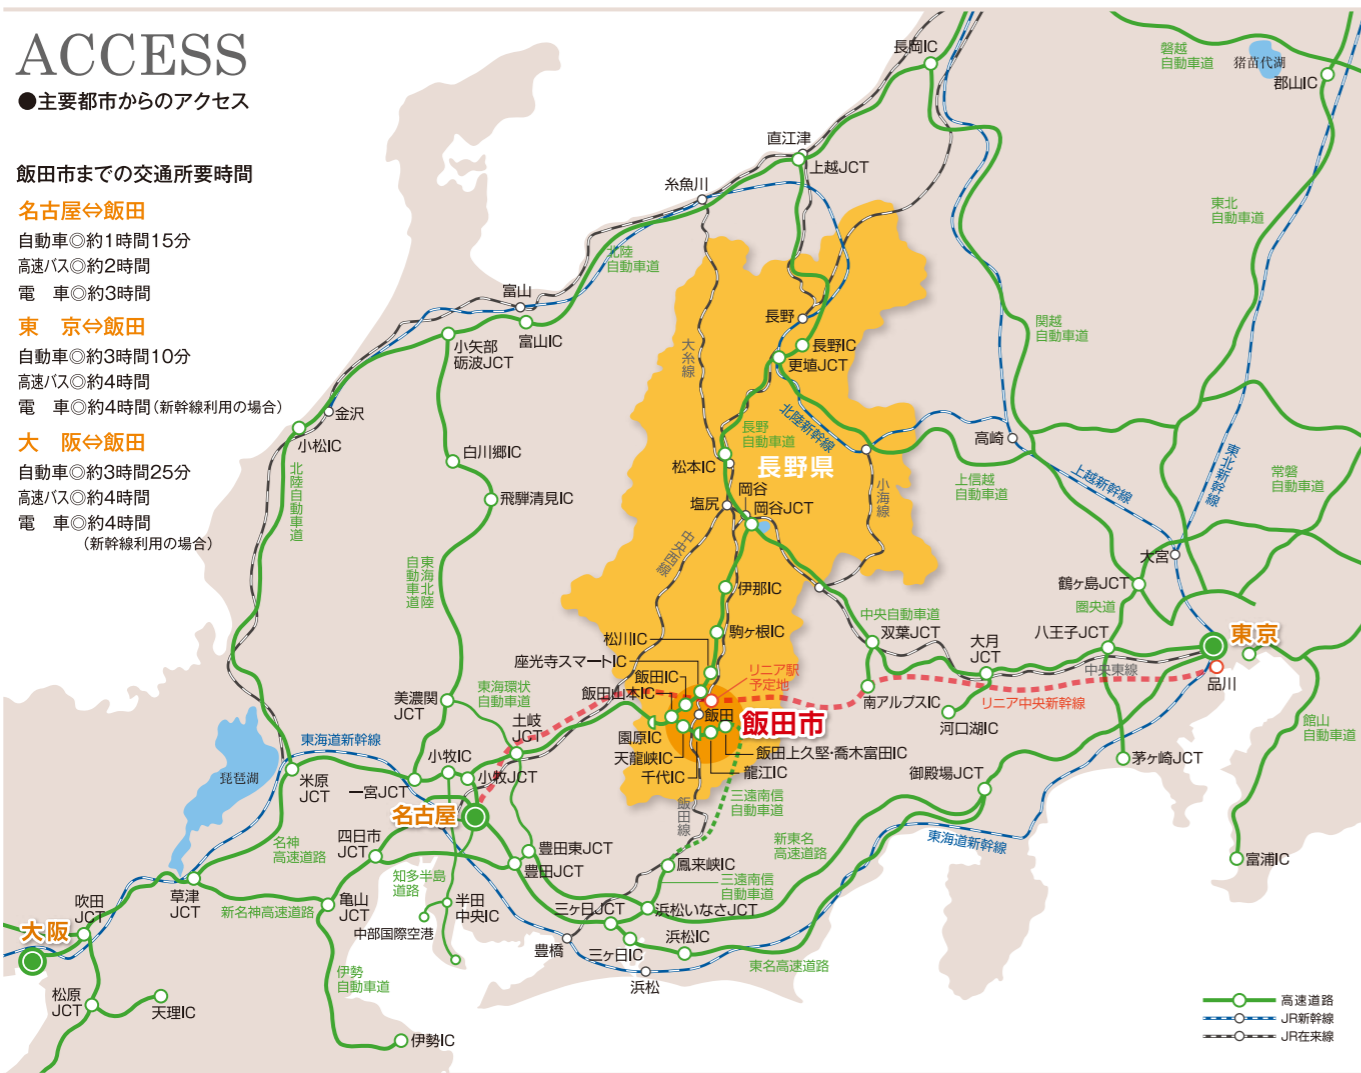 ACCESS
●主要都市からのアクセス
飯田市までの交通所要時間
名古屋⇔飯田
自動車◎約1時間15分
高速バス◎約2時間
電　車◎約3時間
東　京⇔飯田
自動車◎約3時間10分
高速バス◎約4時間
電　車◎約4時間(新幹線利用の場合)
大　阪⇔飯田
自動車◎約3時間25分
高速バス◎約4時間
電　車◎約4時間
(新幹線利用の場合)
長岡IC
磐越
自動車道
猪苗代湖
郡山IC
直江津
上越JCT
糸魚川
東北
自動車道
北陸
自動車道
富山
富山IC
小矢部
砺波JCT
長野
長野IC
更埴JCT
大糸線
関越
自動車道
金沢
小松IC
北陸自動車道
白川郷IC
飛騨清見IC
東海北陸
自動車道
北陸新幹線
長野
自動車道
長野県
松本IC
岡谷
塩尻
岡谷JCT
中央西線
小海線
高崎
上信越
自動車道
上越新幹線
東北新幹線
常磐
自動車道
大宮
鶴ヶ島JCT
圏央道
伊那IC
駒ヶ根IC
松川IC
座光寺スマートIC
飯田IC
飯田山本IC
リニア駅
予定地
中央自動車道
双葉JCT
大月
JCT
八王子JCT
東京
中央東線
品川
南アルプスIC
リニア中央新幹線
河口湖IC
館山
自動車道
美濃関
JCT
東海環状
自動車道
土岐
JCT
園原IC
天龍峡IC
千代IC
飯田
飯田市
飯田上久堅・喬木富田IC
龍江IC
茅ヶ崎JCT
御殿場JCT
琵琶湖
東海道新幹線
米原
JCT
小牧IC
小牧JCT
一宮JCT
名古屋
飯田線
三遠南信
自動車道
新東名
高速道路
東海道新幹線
名神
高速道路
四日市
JCT
豊田東JCT
豊田JCT
鳳来峡IC
三遠南信
自動車道
富浦IC
知多半島
道路
草津
JCT
吹田
JCT
新名神高速道路
亀山
JCT
半田
中央IC
中部国際空港
三ヶ日JCT
浜松いなさJCT
大阪
豊橋
三ヶ日IC
浜松IC
東名高速道路
浜松
伊勢
自動車道
松原
JCT
天理IC
伊勢IC
高速道路
JR新幹線
JR在来線